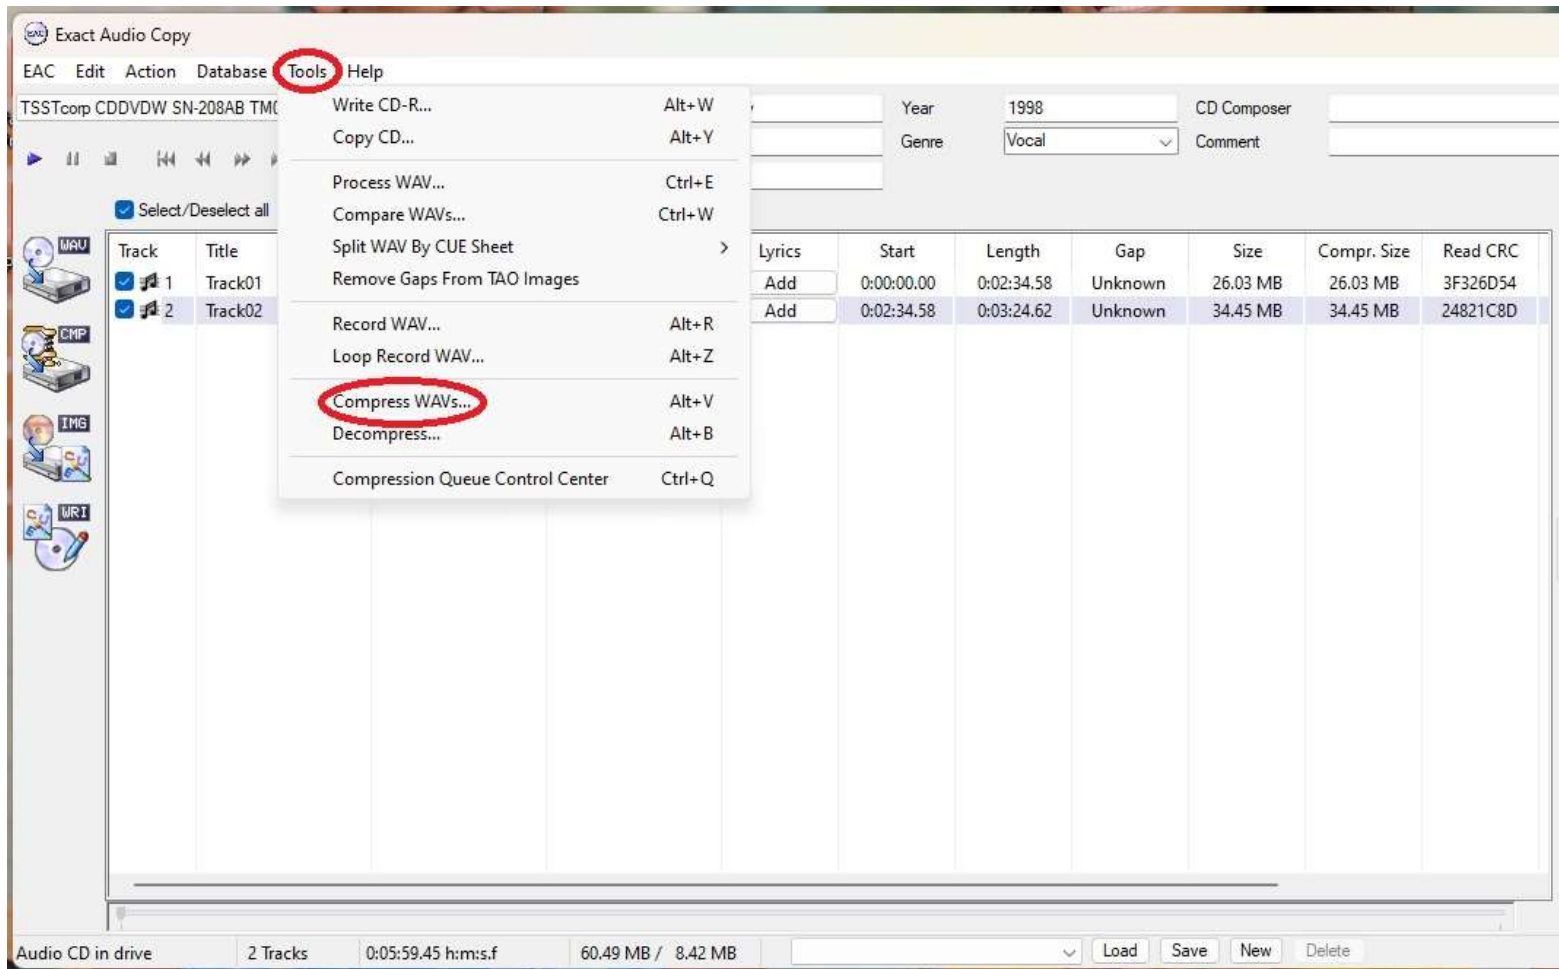 Exact Audio Copy
EAC Edit Action Database Tools Help
TSSTcorp CDDVDW SN-208AB
Year 1998 CD Composer
Genre Vocal Comment
Select/Deselect all
Write CD-R... Alt+W
Copy CD... Alt+Y
Process WAV... Ctrl+E
Compare WAVs... Ctrl+W
Split WAV By CUE Sheet >
Remove Gaps From TAO Images
Record WAV... Alt+R
Loop Record WAV... Alt+Z
Compress WAVs... Alt+V
Decompress... Alt+B
Compression Queue Control Center Ctrl+Q
WAV
CMP
IMG
WRI
Track Title Lyrics Start Length Gap Size Compr. Size Read CRC
1 Track01 Add 0:00:00.00 0:02:34.58 Unknown 26.03 MB 26.03 MB 3F326D54
2 Track02 Add 0:02:34.58 0:03:24.62 Unknown 34.45 MB 34.45 MB 24821C8D
Audio CD in drive 2 Tracks 0:05:59.45 h:m:s.f 60.49 MB / 8.42 MB Load Save New Delete